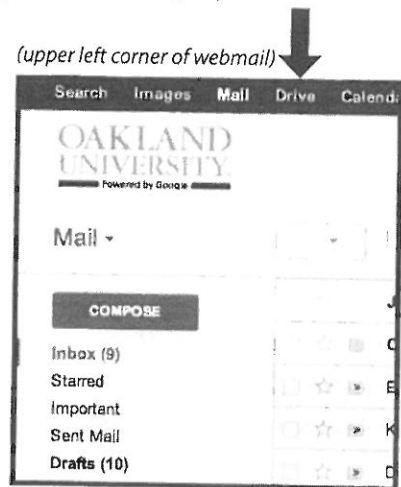 (upper left corner of webmail)
Search Images Mail Drive Calend
OAKLAND
UNIVERSITY
Powered by Google
Mail
COMPOSE
Inbox (9)
Starred
Important
Sent Mail
Drafts (10)
J
C
E
K
D